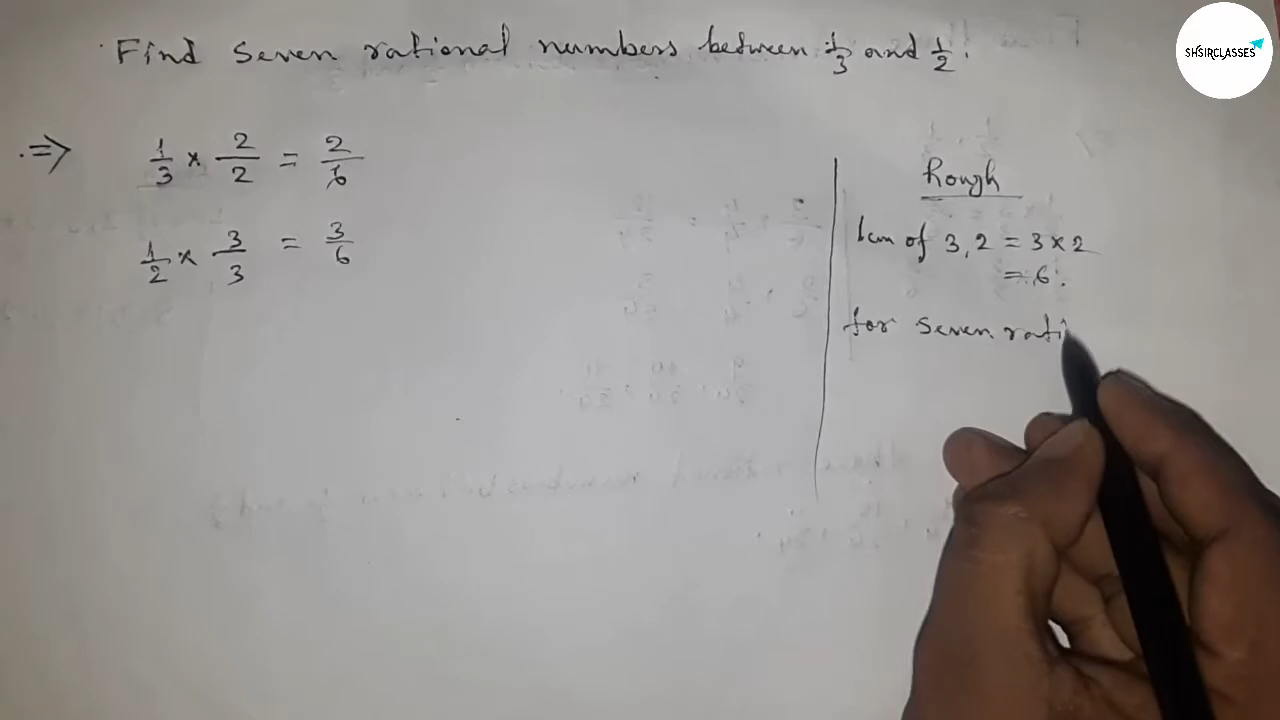 Find Seven rational numbers between 1/3 and 1/2.
SHSIRCLASSES
⇒ 1/3 × 2/2 = 2/6
1/2 × 3/3 = 3/6
Rough
lcm of 3,2 = 3×2
= 6.
for seven rati